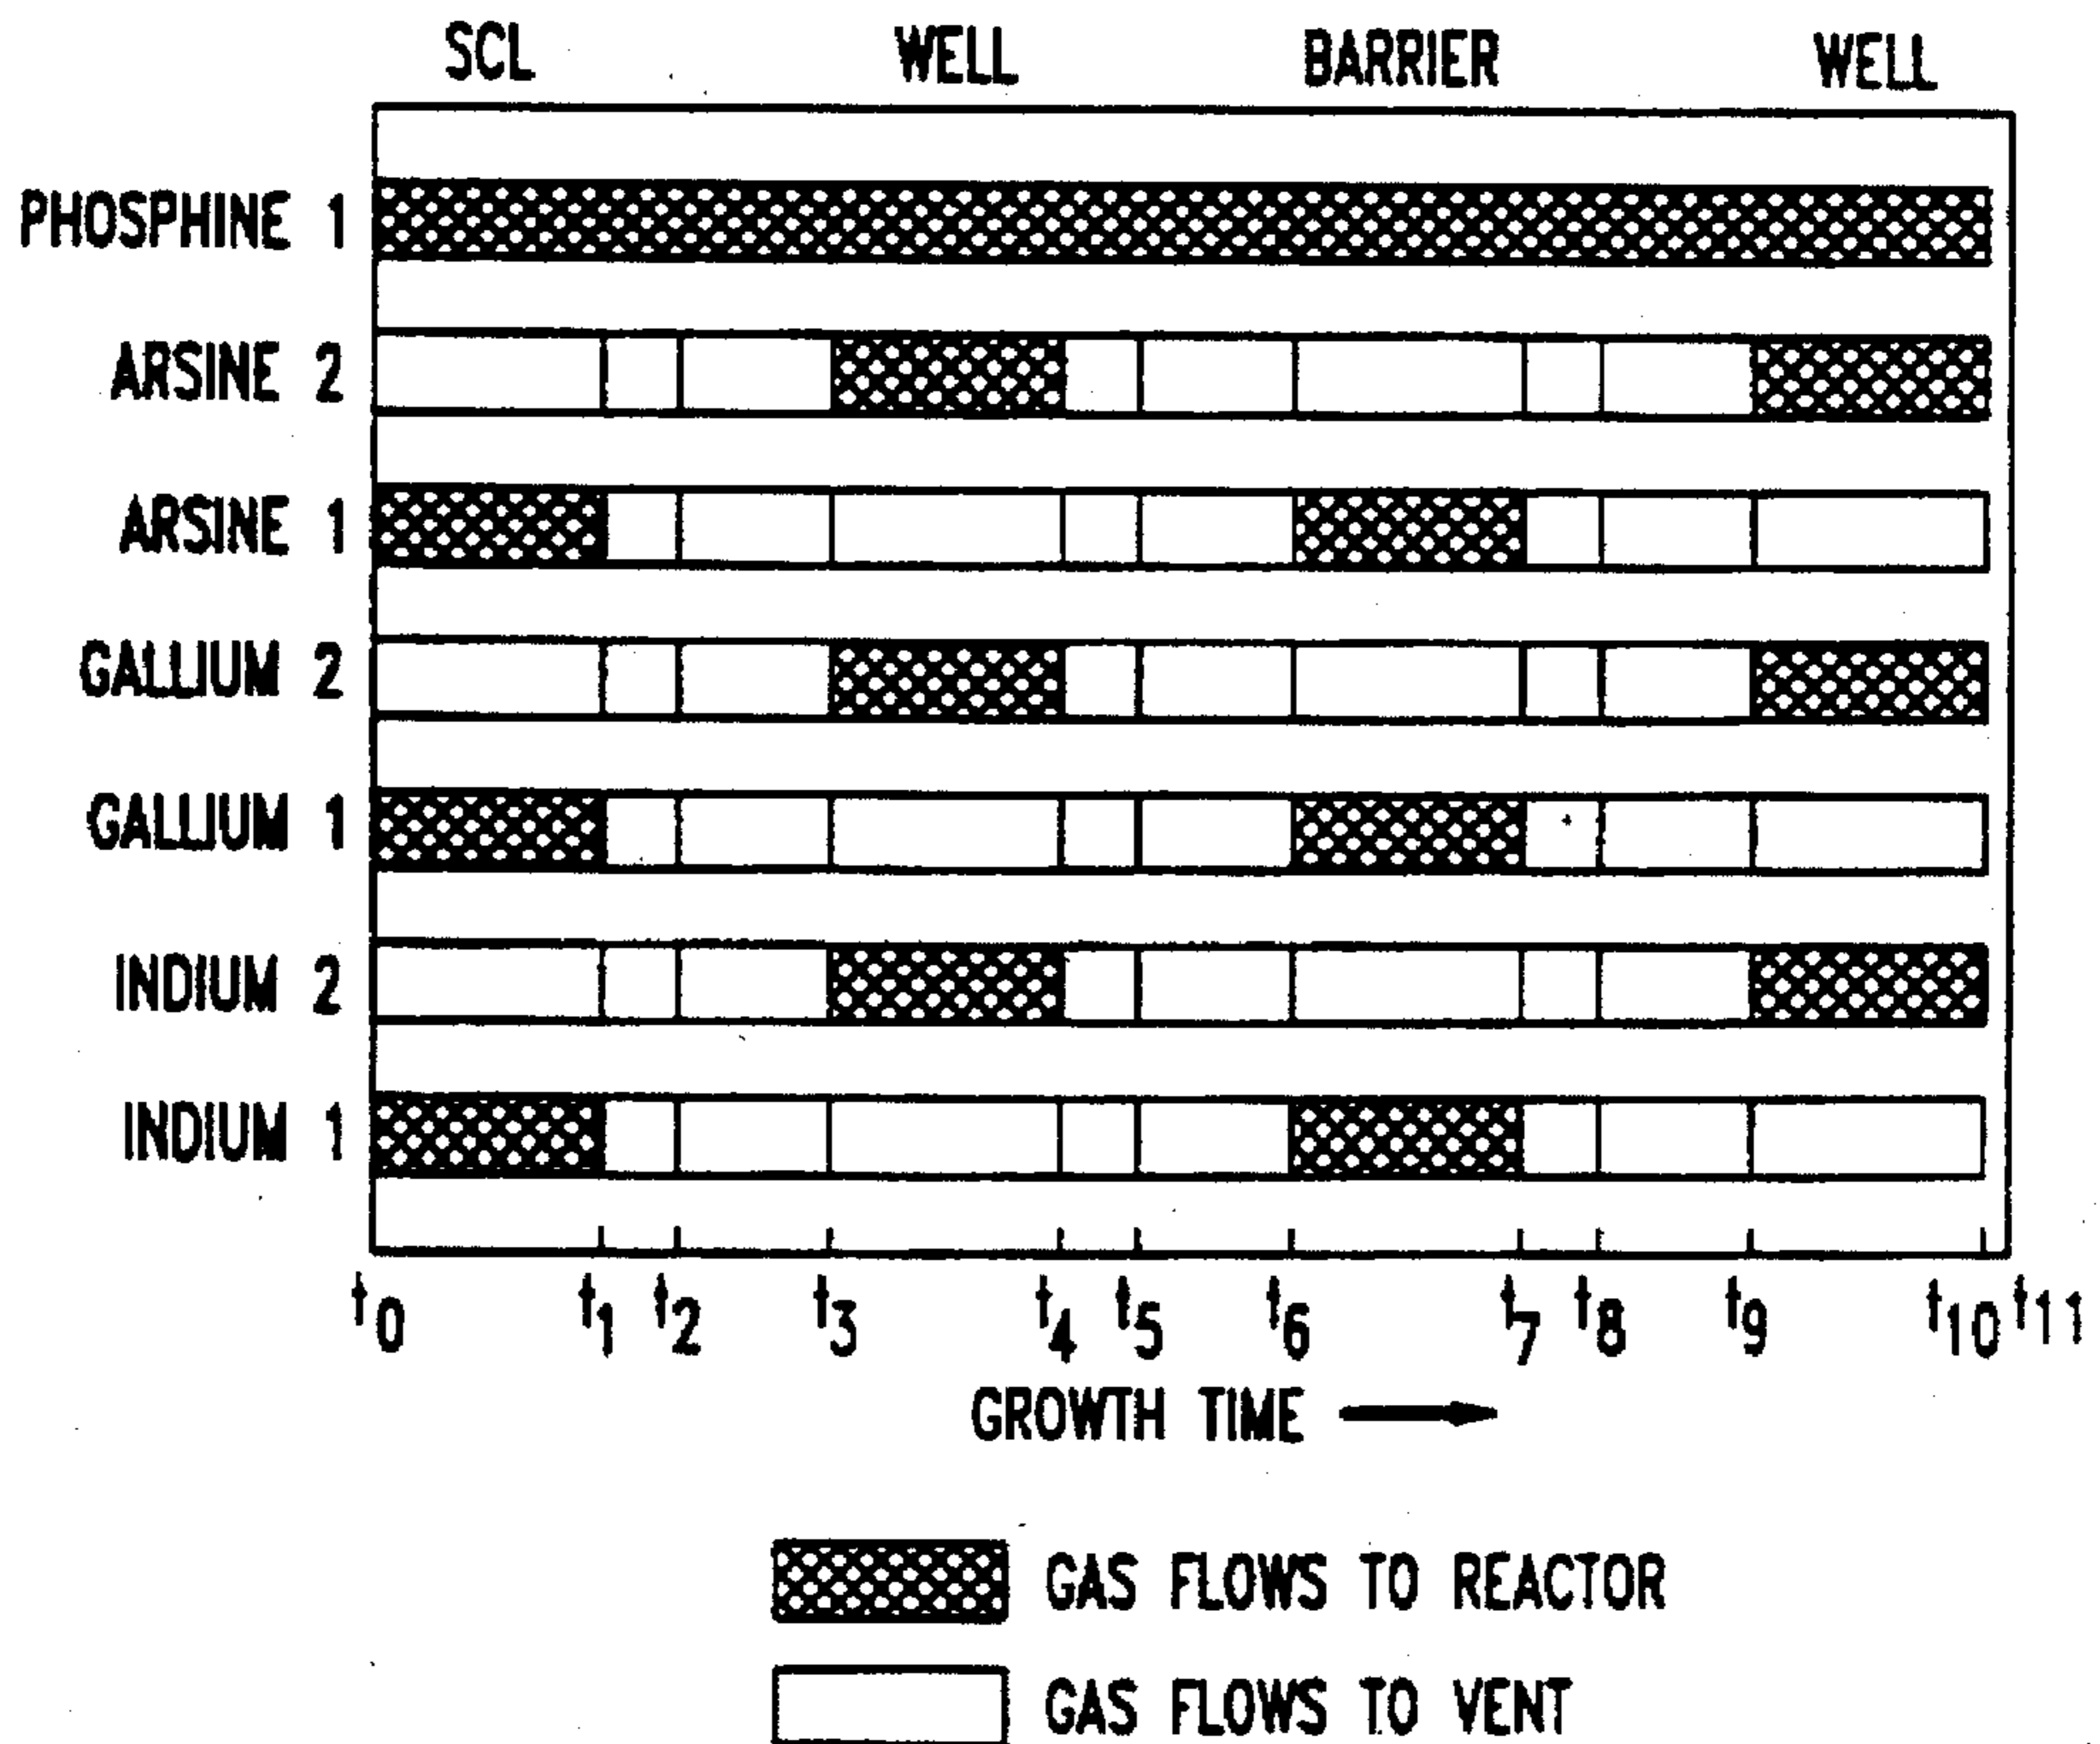 SCL WELL BARRIER WELL
PHOSPHINE 1
ARSINE 2
ARSINE 1
GALLIUM 2
GALLIUM 1
INDIUM 2
INDIUM 1
t0 t1 t2 t3 t4 t5 t6 t7 t8 t9 t10 t11
GROWTH TIME
GAS FLOWS TO REACTOR
GAS FLOWS TO VENT